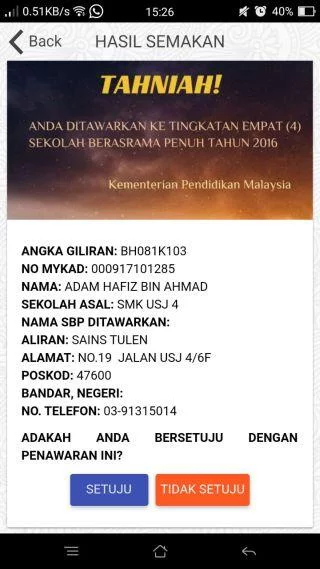 0.51KB/s 15:26 40%
Back HASIL SEMAKAN
TAHNIAH!
ANDA DITAWARKAN KE TINGKATAN EMPAT (4)
SEKOLAH BERASRAMA PENUH TAHUN 2016
Kementerian Pendidikan Malaysia
ANGKA GILIRAN: BH081K103
NO MYKAD: 000917101285
NAMA: ADAM HAFIZ BIN AHMAD
SEKOLAH ASAL: SMK USJ 4
NAMA SBP DITAWARKAN:
ALIRAN: SAINS TULEN
ALAMAT: NO.19 JALAN USJ 4/6F
POSKOD: 47600
BANDAR, NEGERI:
NO. TELEFON: 03-91315014
ADAKAH ANDA BERSETUJU DENGAN
PENAWARAN INI?
SETUJU TIDAK SETUJU